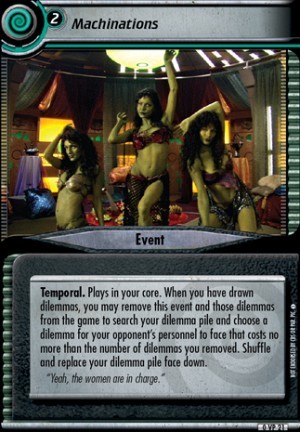 2
Machinations
Event
Temporal. Plays in your core. When you have drawn
dilemmas, you may remove this event and those dilemmas
from the game to search your dilemma pile and choose a
dilemma for your opponent's personnel to face that costs no
more than the number of dilemmas you removed. Shuffle
and replace your dilemma pile face down.
"Yeah, the women are in charge."
0 VP 21